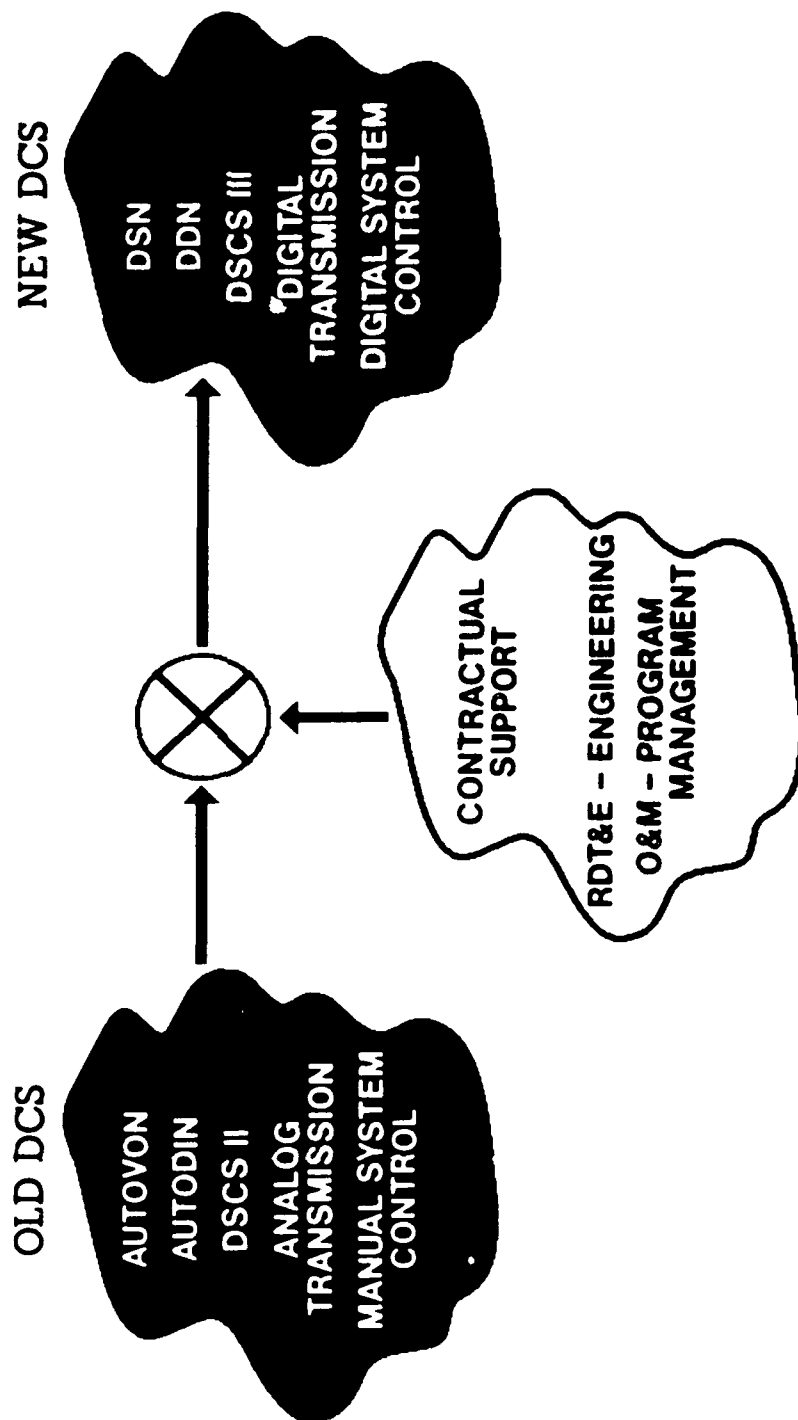 OLD DCS
AUTOVON
AUTODIN
DSCS II
ANALOG
TRANSMISSION
MANUAL SYSTEM
CONTROL
CONTRACTUAL
SUPPORT
RDT&E – ENGINEERING
O&M – PROGRAM
MANAGEMENT
NEW DCS
DSN
DDN
DSCS III
DIGITAL
TRANSMISSION
DIGITAL SYSTEM
CONTROL